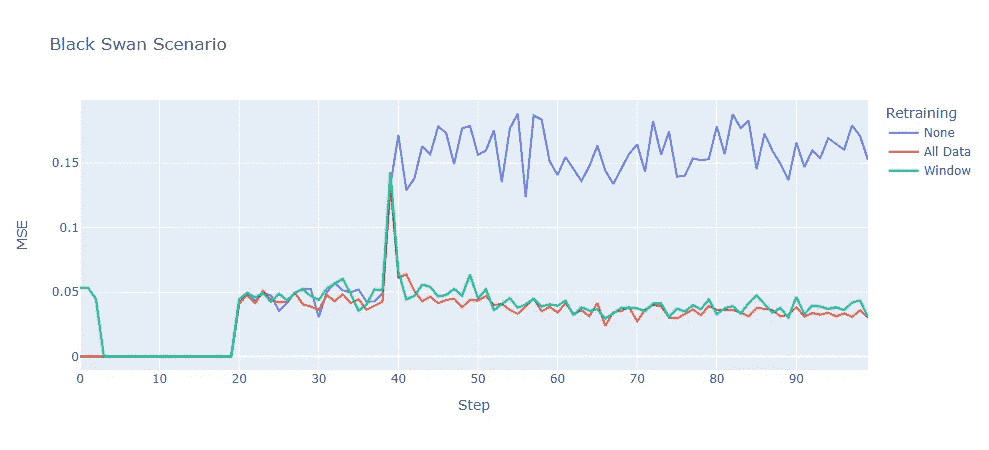 Black Swan Scenario
Retraining
None
All Data
Window
MSE
0.15
0.1
0.05
0
0 10 20 30 40 50 60 70 80 90
Step